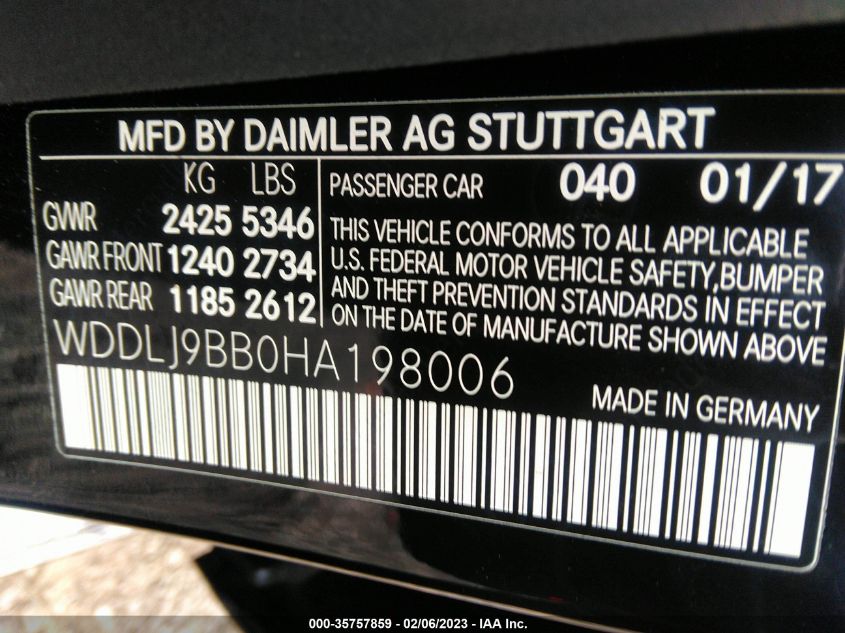 MFD BY DAIMLER AG STUTTGART
KG LBS
GVWR 2425 5346
GAWR FRONT 1240 2734
GAWR REAR 1185 2612
PASSENGER CAR 040 01/17
THIS VEHICLE CONFORMS TO ALL APPLICABLE
U.S. FEDERAL MOTOR VEHICLE SAFETY, BUMPER
AND THEFT PREVENTION STANDARDS IN EFFECT
ON THE DATE OF MANUFACTURE SHOWN ABOVE
WDDLJ9BB0HA198006
MADE IN GERMANY
000-35757859 - 02/06/2023 - IAA Inc.